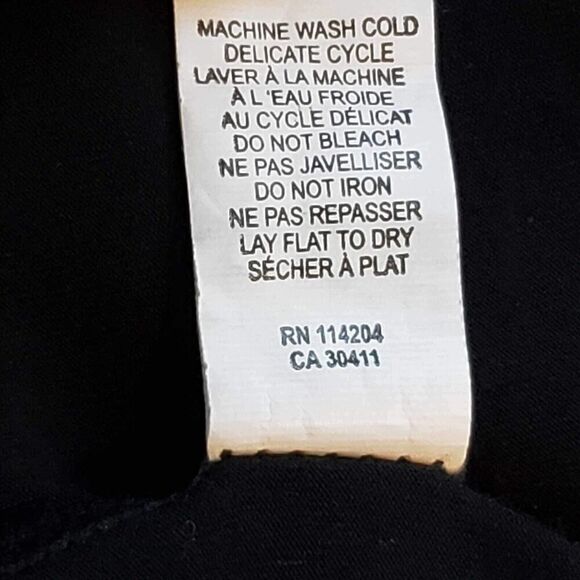 MACHINE WASH COLD
DELICATE CYCLE
LAVER À LA MACHINE
À L'EAU FROIDE
AU CYCLE DÉLICAT
DO NOT BLEACH
NE PAS JAVELLISER
DO NOT IRON
NE PAS REPASSER
LAY FLAT TO DRY
SÉCHER À PLAT
RN 114204
CA 30411